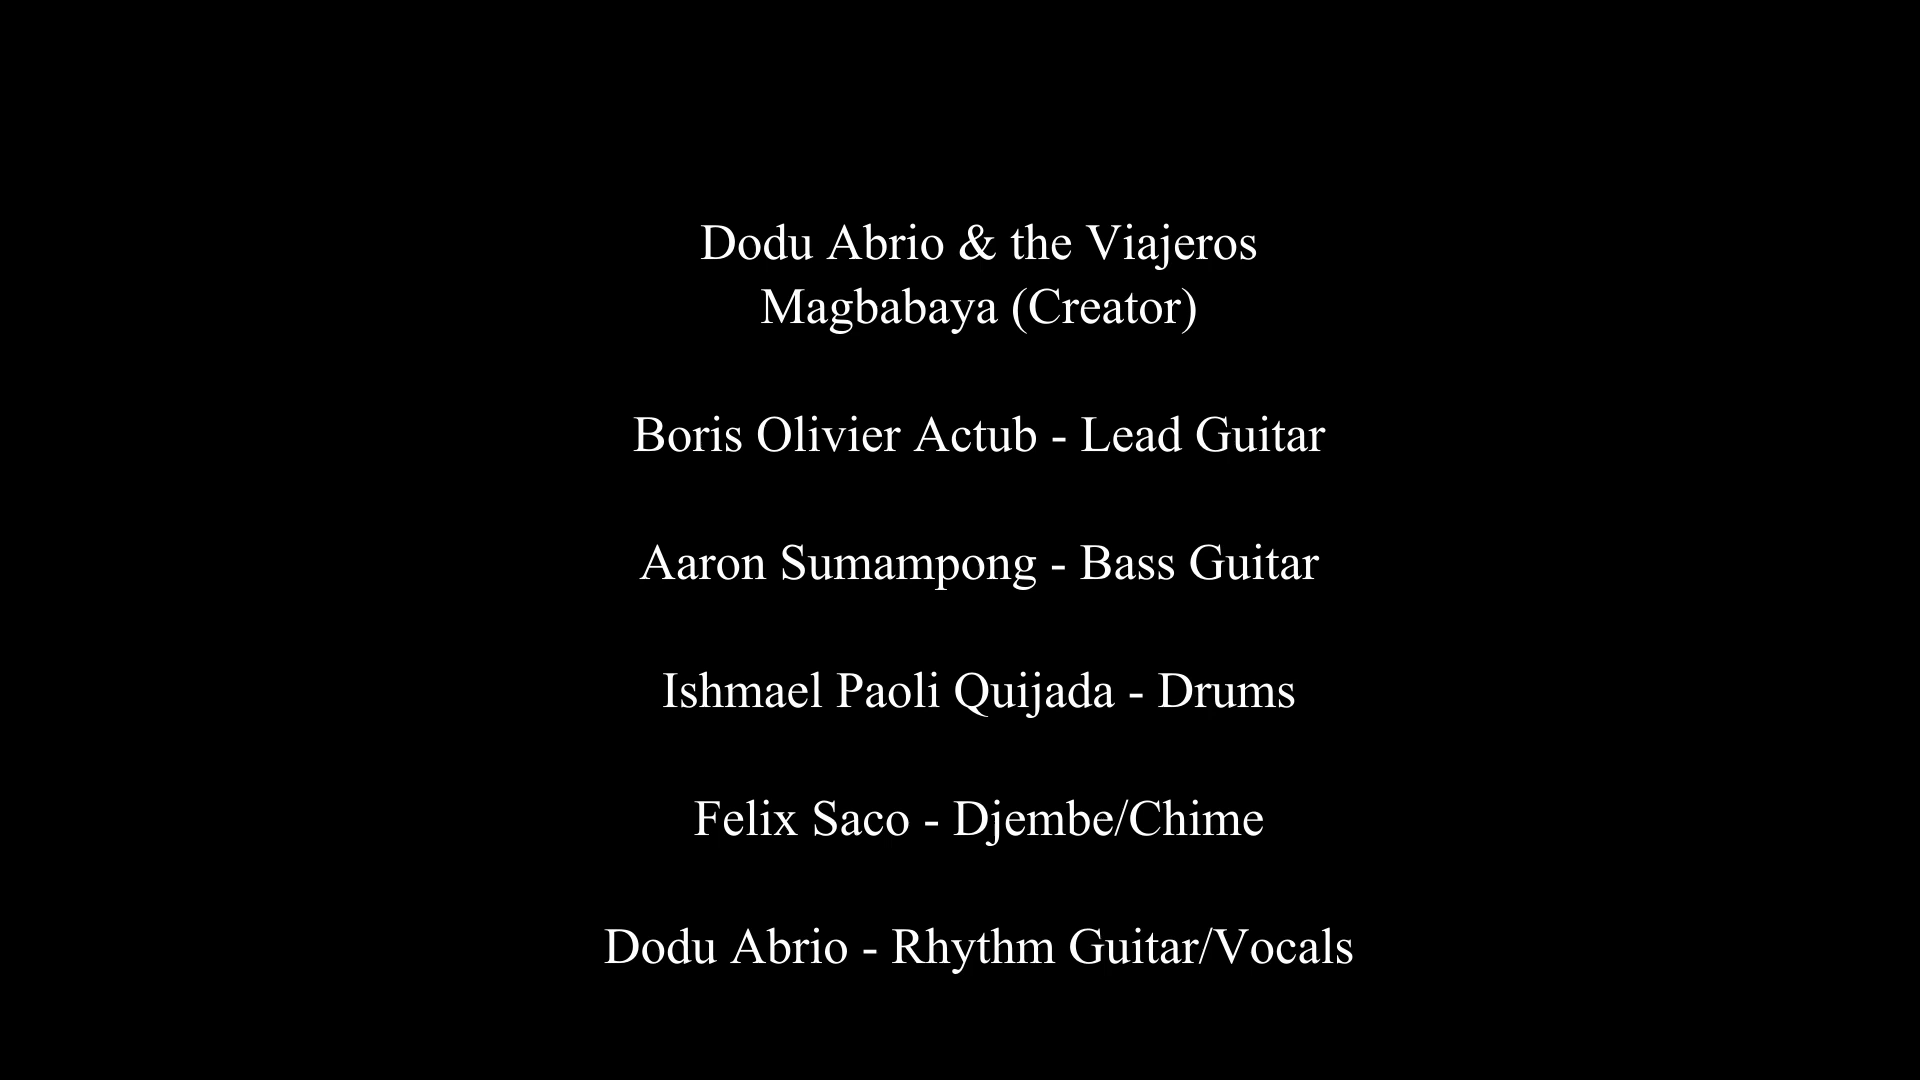 Dodu Abrio & the Viajeros
Magbabaya (Creator)
Boris Olivier Actub - Lead Guitar
Aaron Sumampong - Bass Guitar
Ishmael Paoli Quijada - Drums
Felix Saco - Djembe/Chime
Dodu Abrio - Rhythm Guitar/Vocals